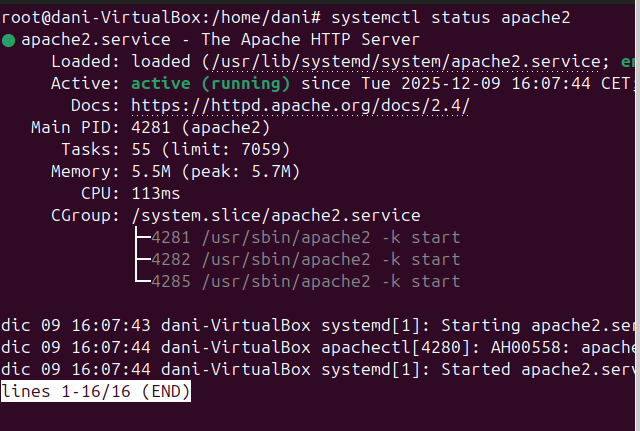 root@dani-VirtualBox:/home/dani# systemctl status apache2
● apache2.service - The Apache HTTP Server
Loaded: loaded (/usr/lib/systemd/system/apache2.service; en
Active: active (running) since Tue 2025-12-09 16:07:44 CET;
Docs: https://httpd.apache.org/docs/2.4/
Main PID: 4281 (apache2)
Tasks: 55 (limit: 7059)
Memory: 5.5M (peak: 5.7M)
CPU: 113ms
CGroup: /system.slice/apache2.service
├─4281 /usr/sbin/apache2 -k start
├─4282 /usr/sbin/apache2 -k start
└─4285 /usr/sbin/apache2 -k start
dic 09 16:07:43 dani-VirtualBox systemd[1]: Starting apache2.ser
dic 09 16:07:44 dani-VirtualBox apachectl[4280]: AH00558: apache
dic 09 16:07:44 dani-VirtualBox systemd[1]: Started apache2.serv
lines 1-16/16 (END)